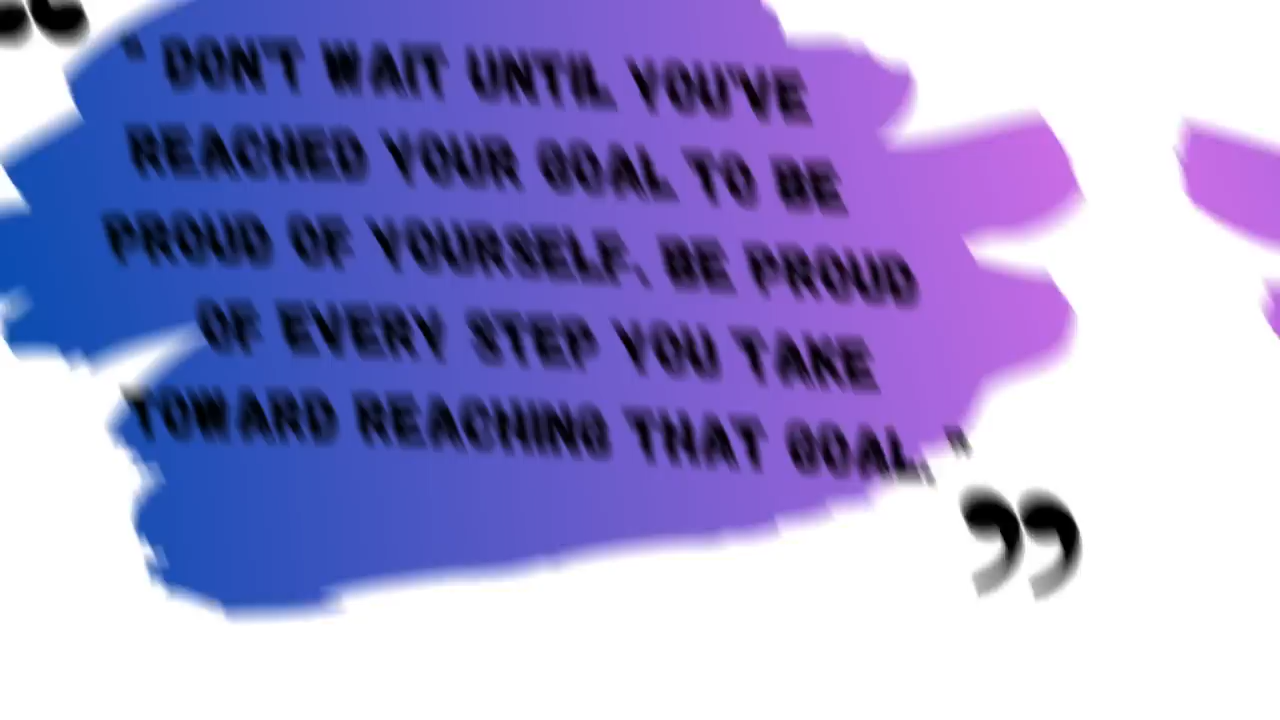 " DON'T WAIT UNTIL YOU'VE
REACHED YOUR GOAL TO BE
PROUD OF YOURSELF. BE PROUD
OF EVERY STEP YOU TAKE
TOWARD REACHING THAT GOAL. "